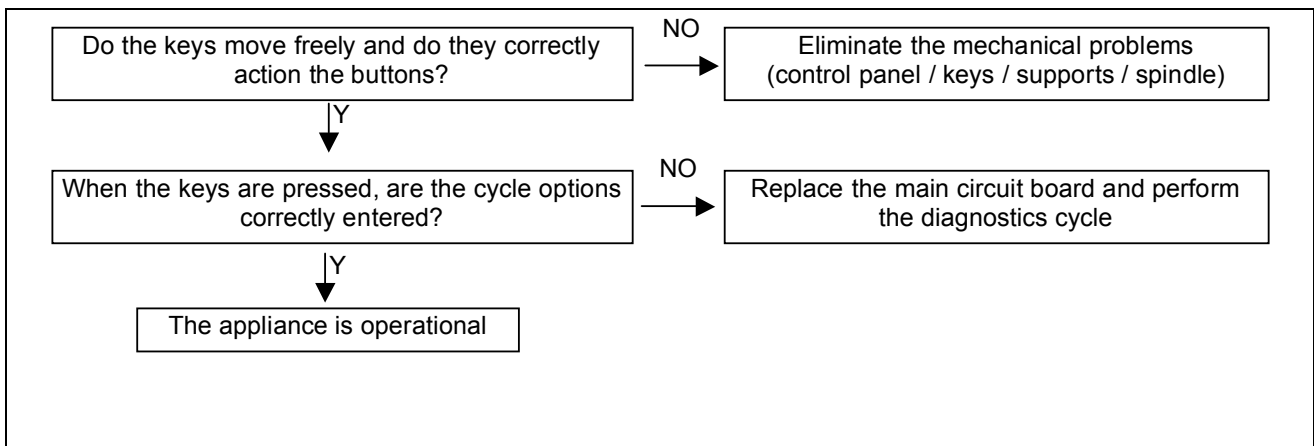 Do the keys move freely and do they correctly
action the buttons?
NO
Eliminate the mechanical problems
(control panel / keys / supports / spindle)
Y
When the keys are pressed, are the cycle options
correctly entered?
NO
Replace the main circuit board and perform
the diagnostics cycle
Y
The appliance is operational